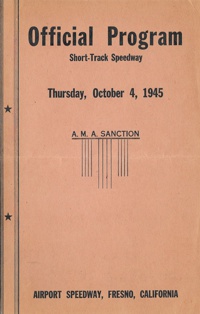 Official Program
Short-Track Speedway
Thursday, October 4, 1945
A. M. A. SANCTION
AIRPORT SPEEDWAY, FRESNO, CALIFORNIA